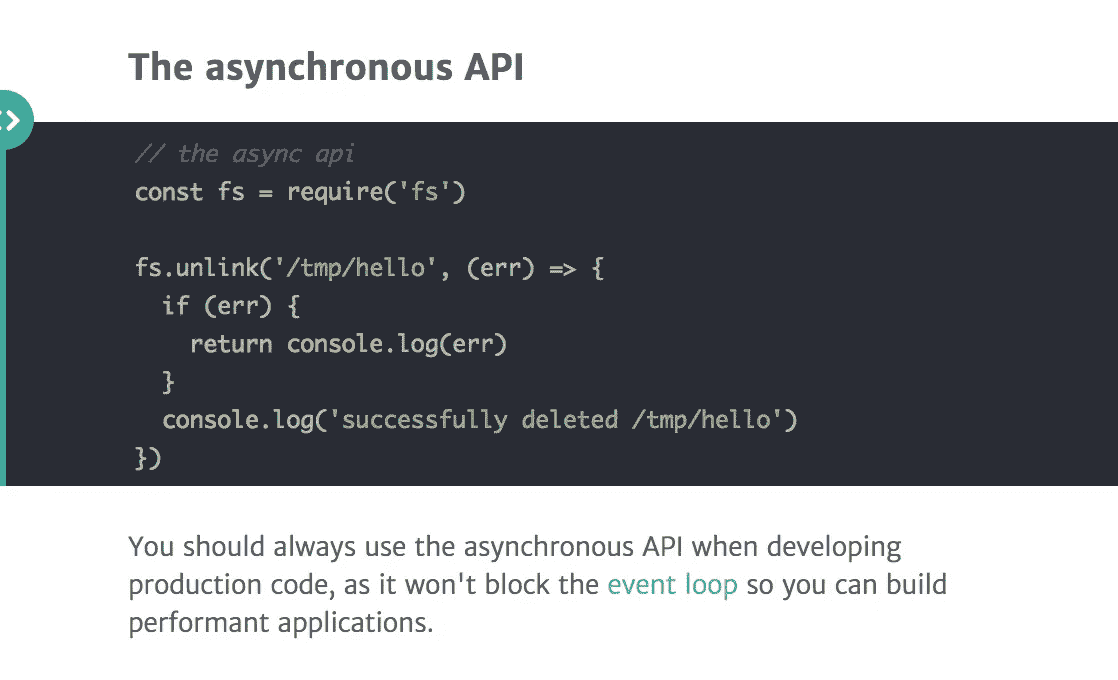 The asynchronous API
// the async api
const fs = require('fs')
fs.unlink('/tmp/hello', (err) => {
  if (err) {
    return console.log(err)
  }
  console.log('successfully deleted /tmp/hello')
})
You should always use the asynchronous API when developing
production code, as it won't block the event loop so you can build
performant applications.